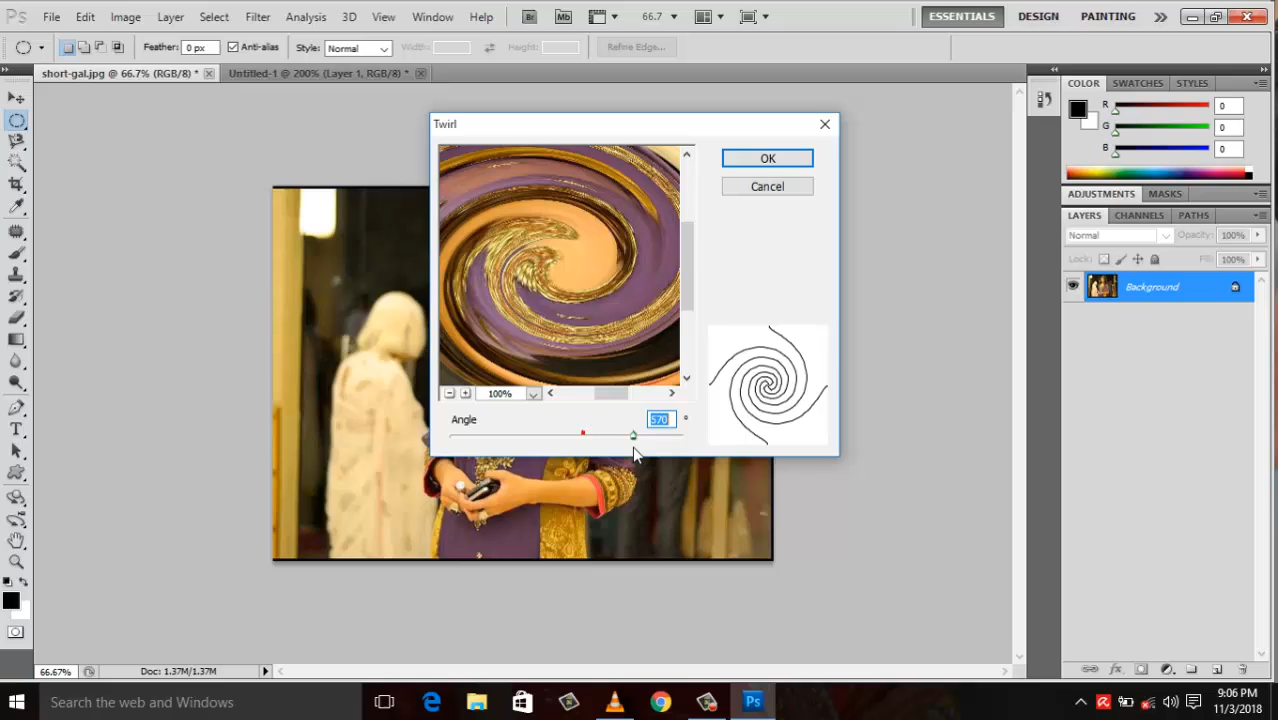 Ps File Edit Image Layer Select Filter Analysis 3D View Window Help Br Mb 66.7 ESSENTIALS DESIGN PAINTING
Feather: 0 px Anti-alias Style: Normal Width: Height: Refine Edge...
short-gal.jpg @ 66.7% (RGB/8) * Untitled-1 @ 200% (Layer 1, RGB/8) *
COLOR SWATCHES STYLES
R 0
G 0
B 0
Twirl
OK
Cancel
100%
Angle 570 °
ADJUSTMENTS MASKS
LAYERS CHANNELS PATHS
Normal Opacity: 100%
Lock: Fill: 100%
Background
T
fx
66.67% Doc: 1.37M/1.37M
Search the web and Windows
Ps
9:06 PM
11/3/2018